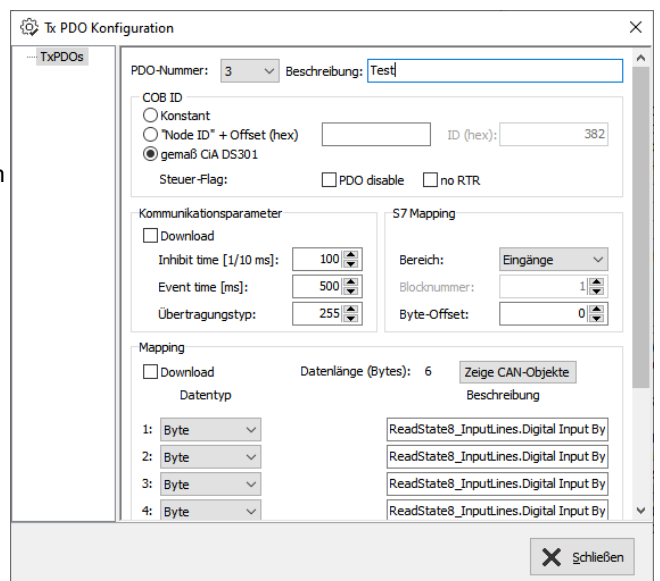 Tx PDO Konfiguration
TxPDOs
PDO-Nummer: 3 Beschreibung: Test
COB ID
Konstant
"Node ID" + Offset (hex) ID (hex): 382
gemaß CiA DS301
Steuer-Flag: PDO disable no RTR
n
Kommunikationsparameter S7 Mapping
Download
Inhibit time [1/10 ms]: 100 Bereich: Eingänge
Event time [ms]: 500 Blocknummer: 1
Übertragungstyp: 255 Byte-Offset: 0
Mapping
Download Datenlänge (Bytes): 6 Zeige CAN-Objekte
Datentyp Beschreibung
1: Byte ReadState8_InputLines.Digital Input By
2: Byte ReadState8_InputLines.Digital Input By
3: Byte ReadState8_InputLines.Digital Input By
4: Byte ReadState8_InputLines.Digital Input By
Schließen